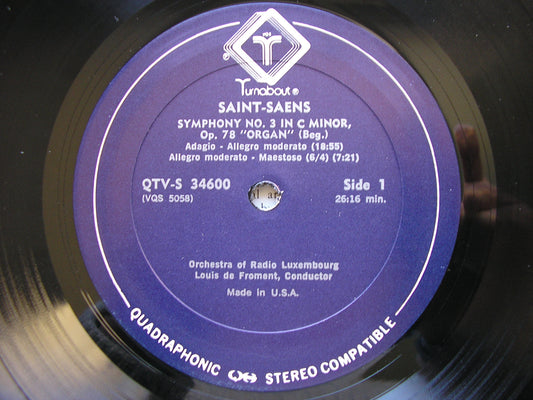 Turnabout ®
SAINT-SAENS
SYMPHONY NO. 3 IN C MINOR,
Op. 78 "ORGAN" (Beg.)
Adagio - Allegro moderato (18:55)
Allegro moderato - Maestoso (6/4) (7:21)
QTV-S 34600
(VQS 5058)
Side 1
26:16 min.
Orchestra of Radio Luxembourg
Louis de Froment, Conductor
Made in U.S.A.
QUADRAPHONIC STEREO COMPATIBLE